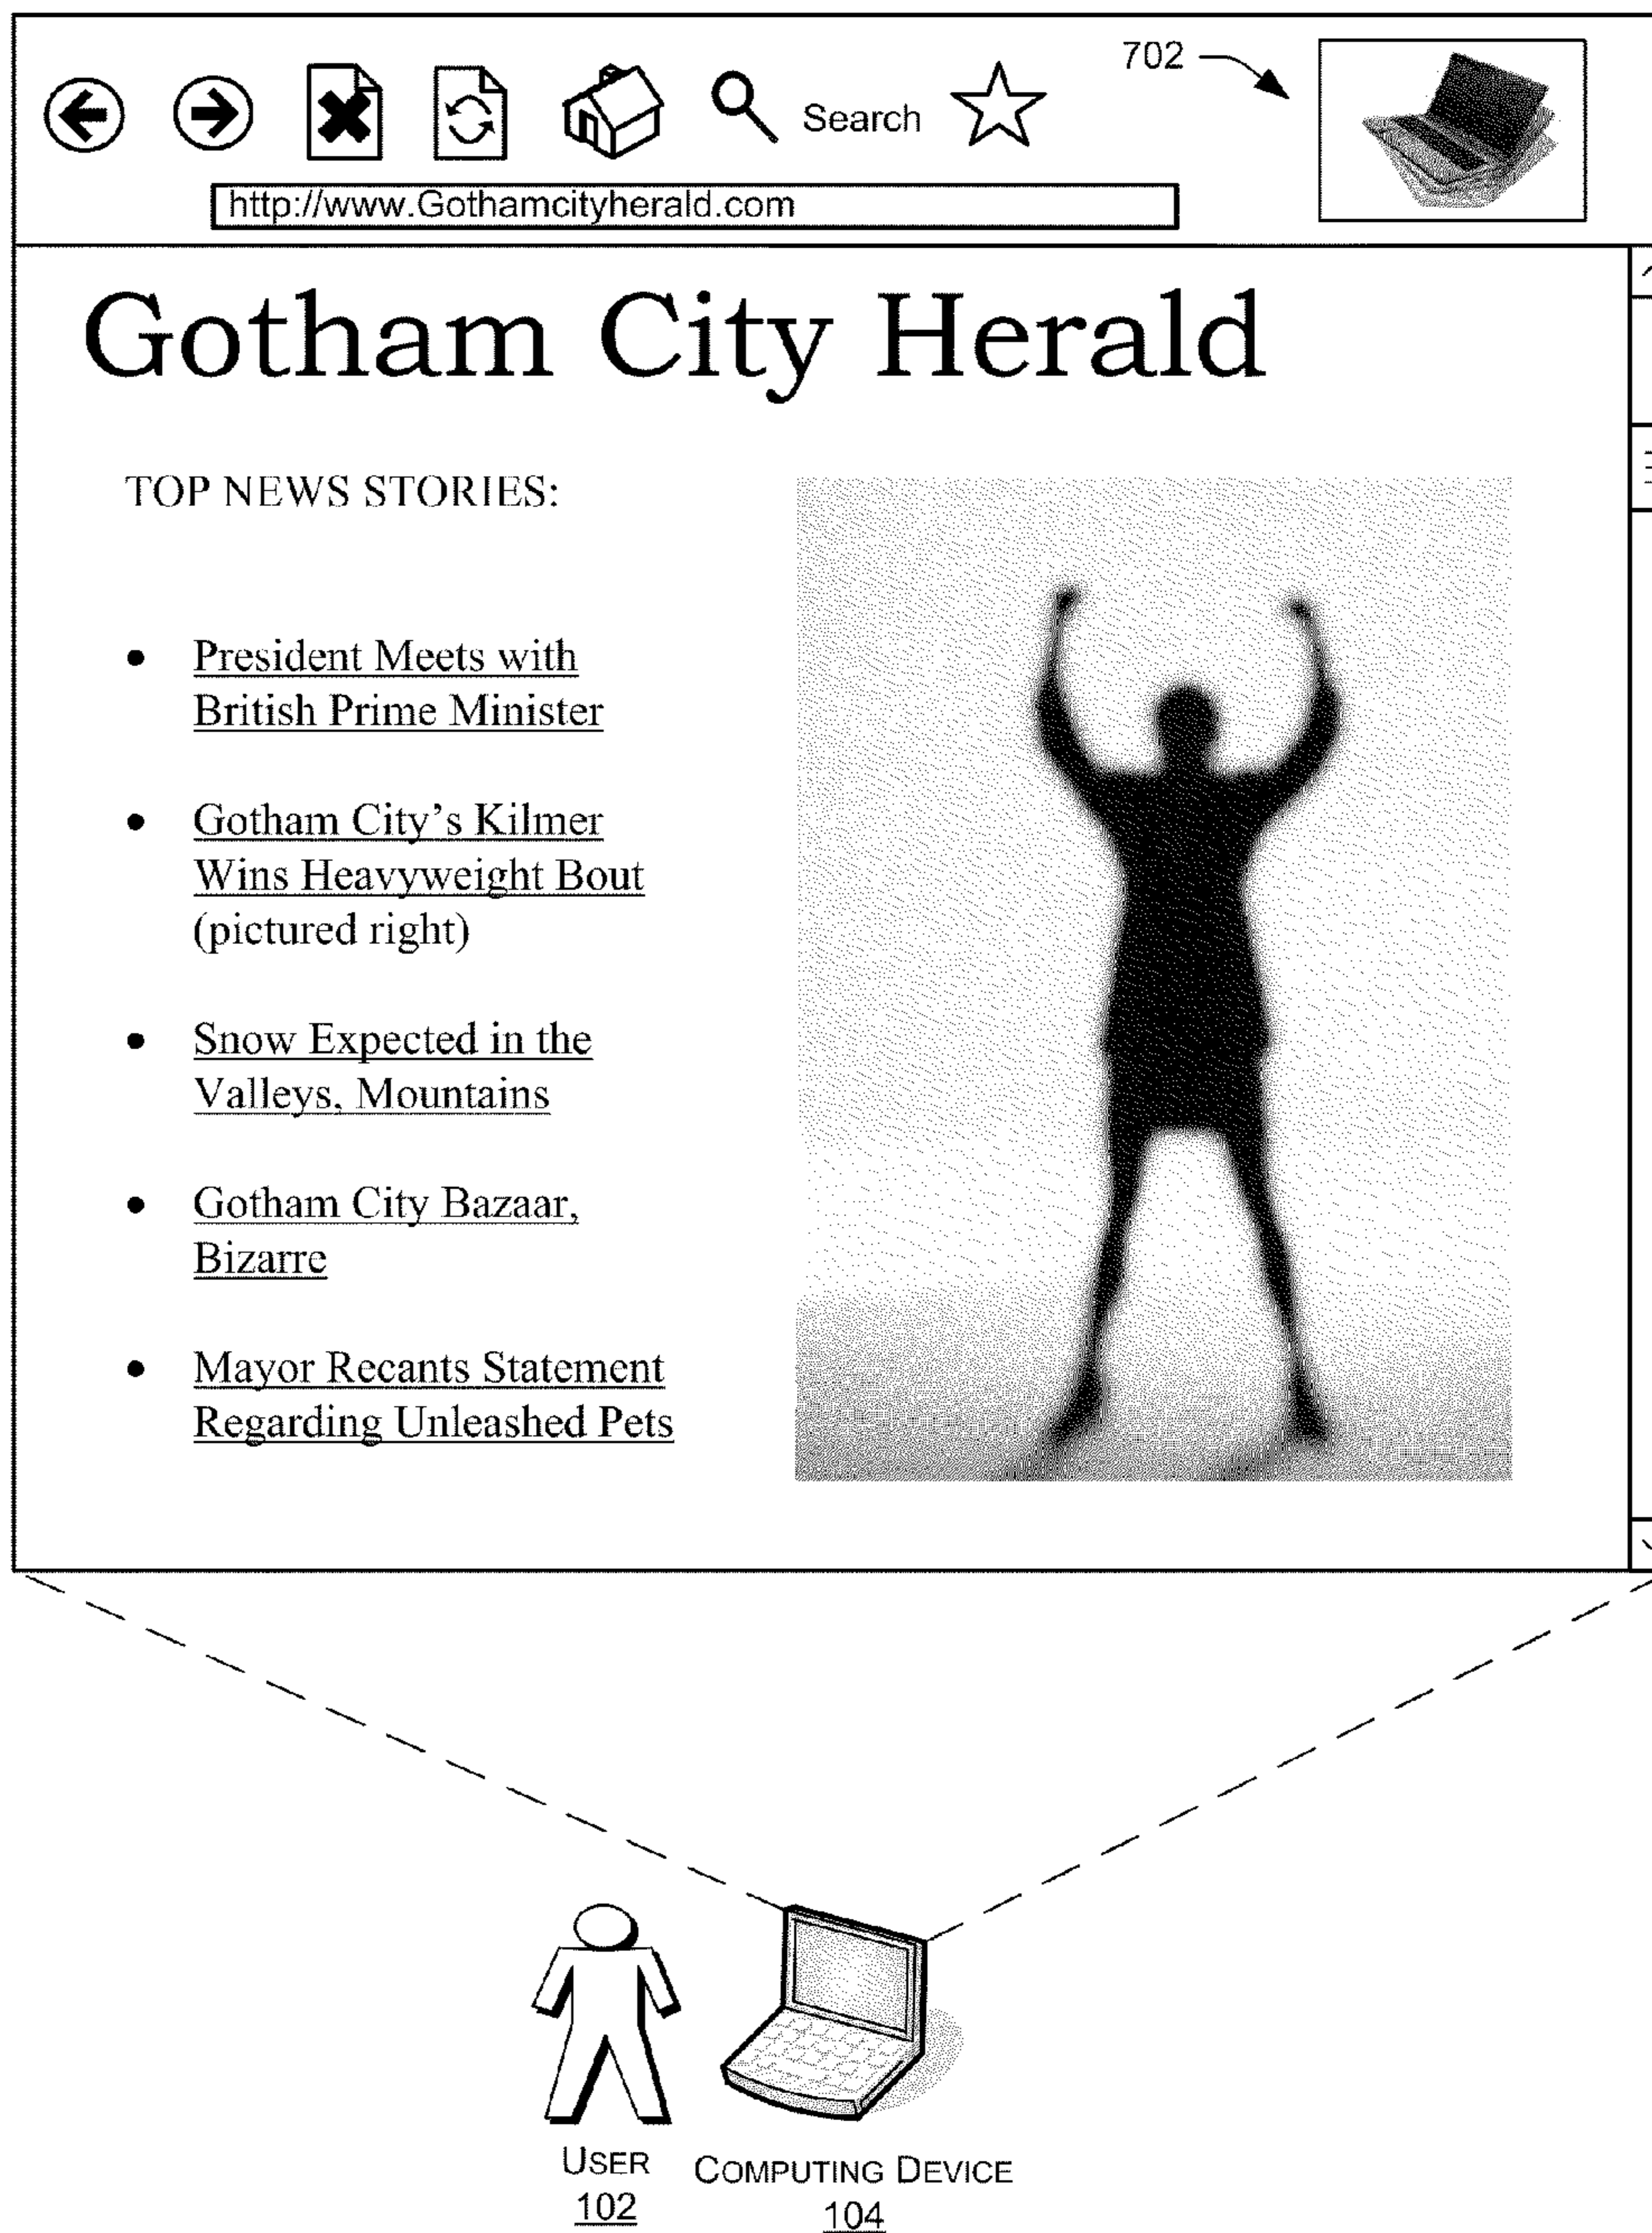 702
Search
http://www.Gothamcityherald.com
Gotham City Herald
TOP NEWS STORIES:
• President Meets with
British Prime Minister
• Gotham City's Kilmer
Wins Heavyweight Bout
(pictured right)
• Snow Expected in the
Valleys, Mountains
• Gotham City Bazaar,
Bizarre
• Mayor Recants Statement
Regarding Unleashed Pets
USER
102
COMPUTING DEVICE
104